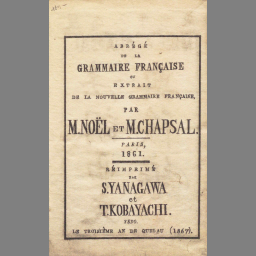 ABRÉGÉ
DE LA
GRAMMAIRE FRANÇAISE
OU
EXTRAIT
DE LA NOUVELLE GRAMMAIRE FRANÇAISE,
PAR
M.NOËL ET M.CHAPSAL.
PARIS,
1861.
RÉIMPRIMÉ
PAR
S.YANAGAWA
et
T.KOBAYACHI.
YEDO.
LE TROISIÈME AN DE QUEÏAU (1867).